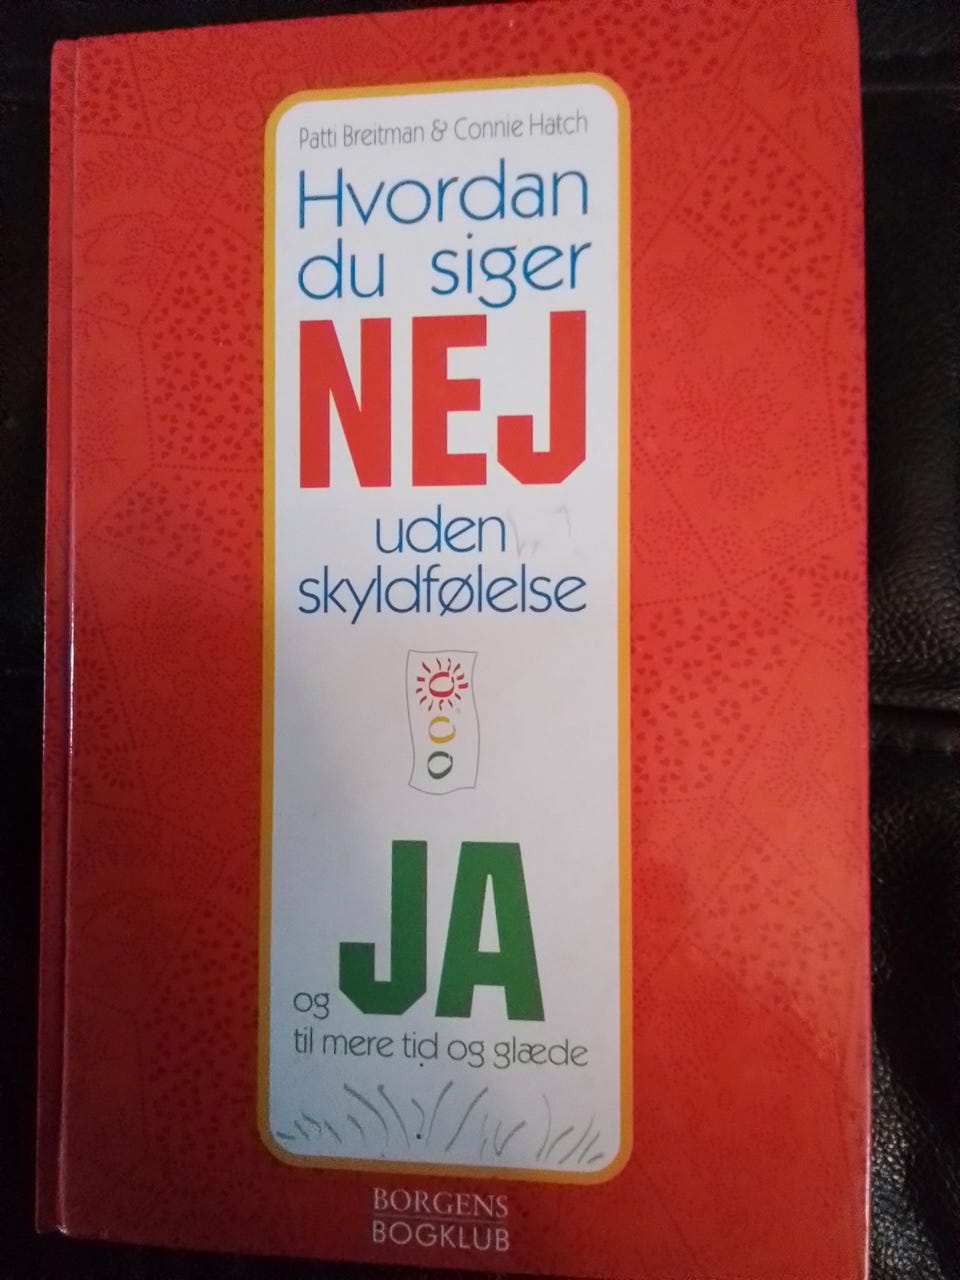 Patti Breitman & Connie Hatch
Hvordan
du siger
NEJ
uden
skyldfølelse
JA
og
til mere tid og glæde
BORGENS
BOGKLUB